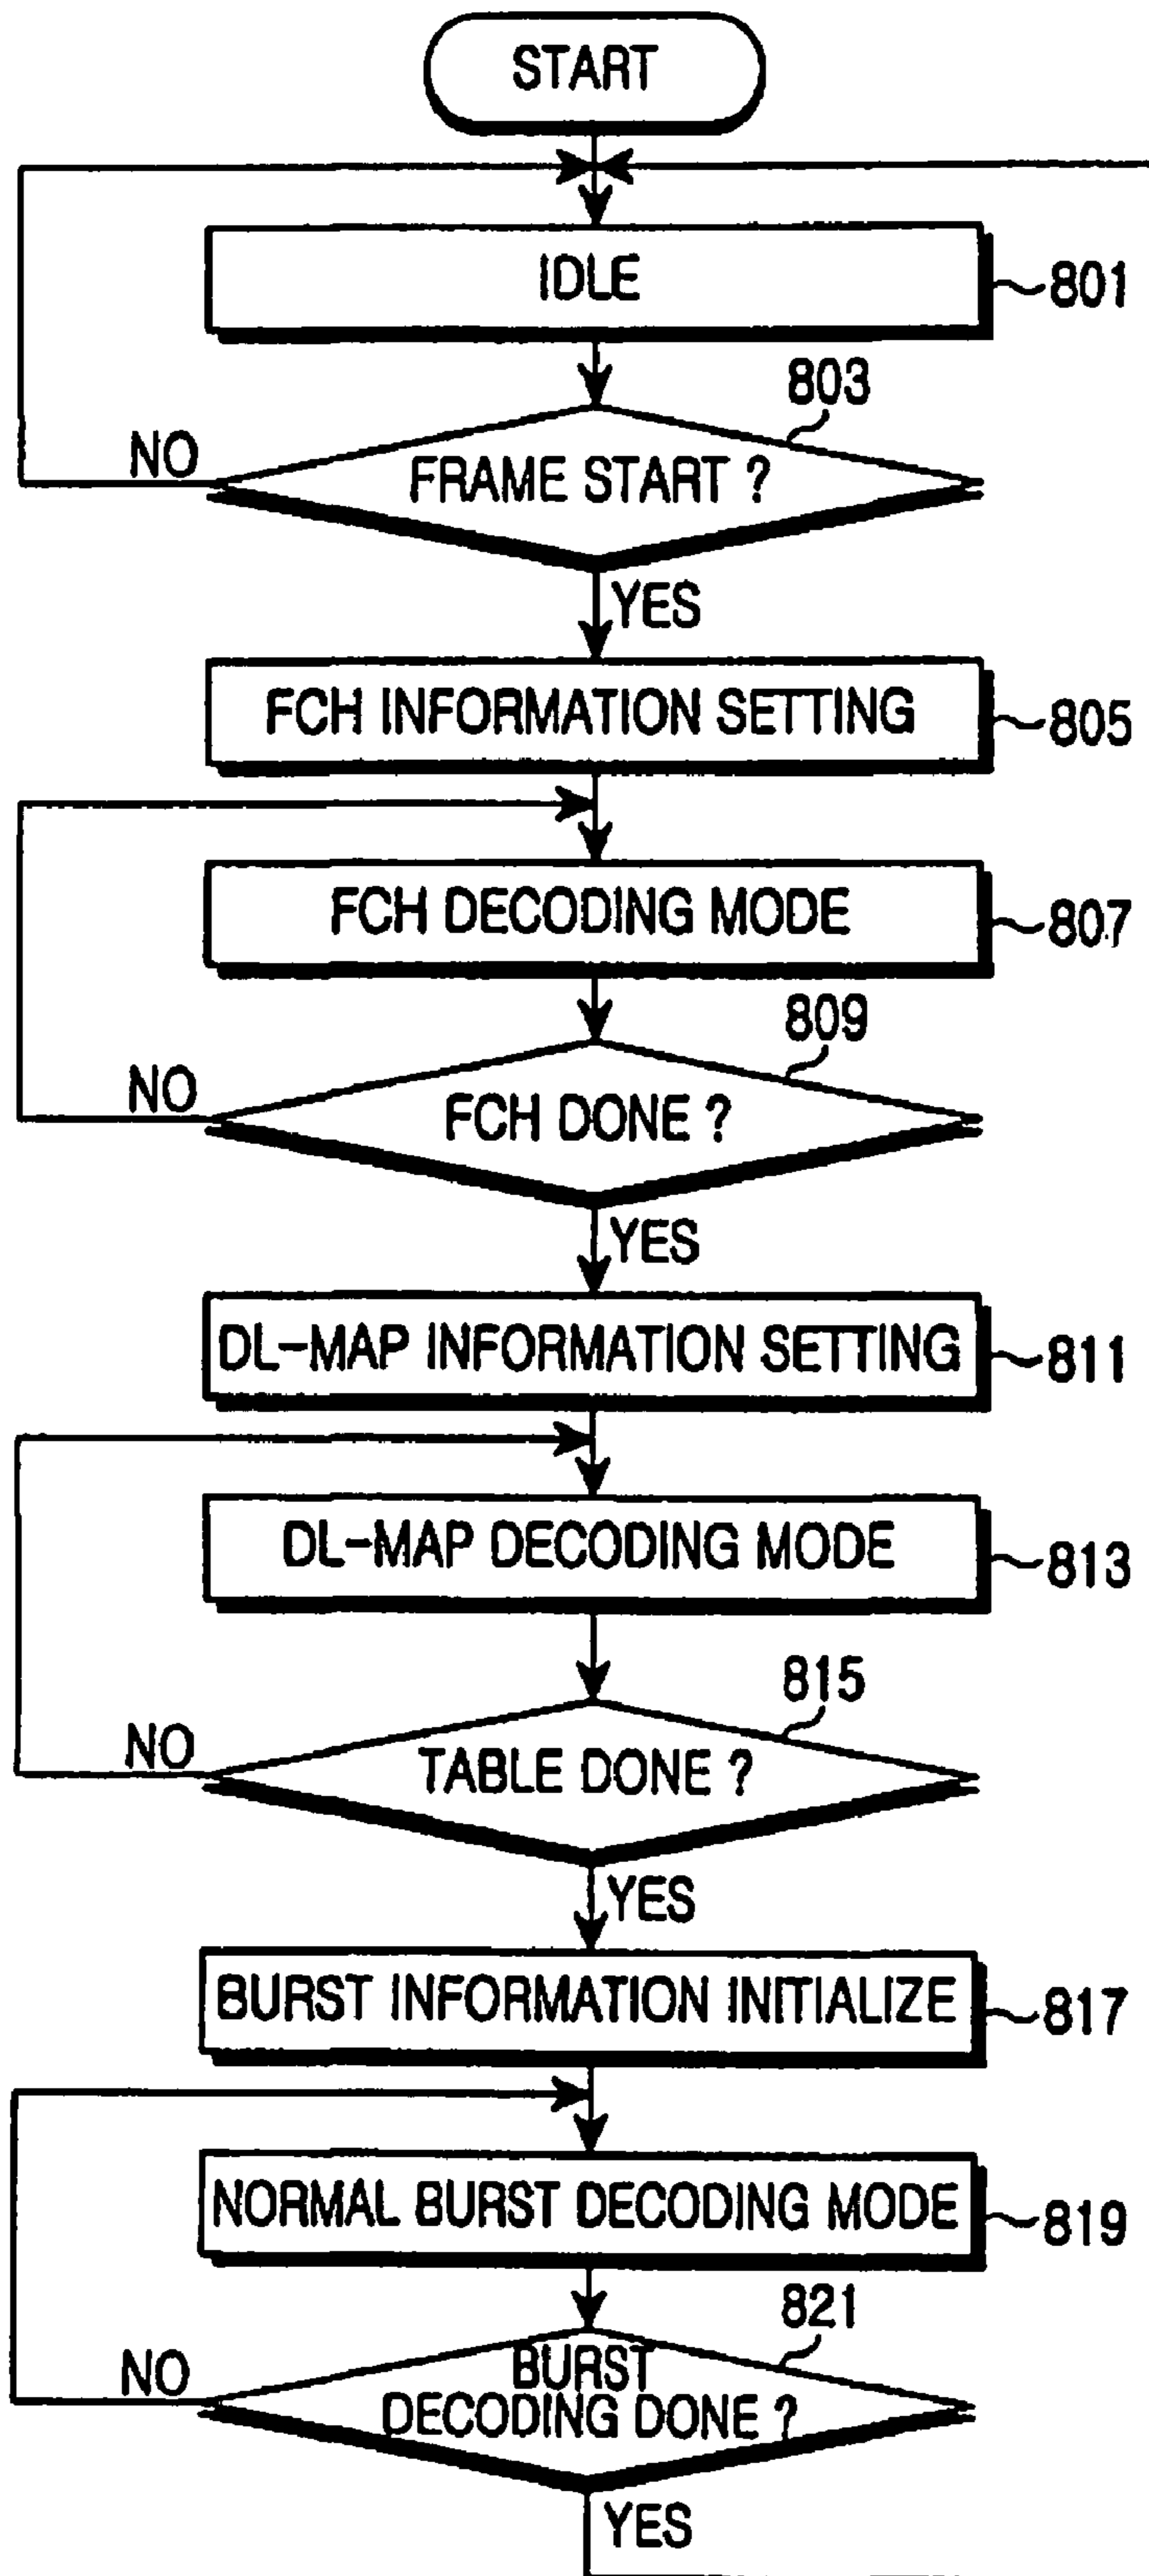 START
IDLE
801
803
NO
FRAME START ?
YES
FCH INFORMATION SETTING
805
FCH DECODING MODE
807
809
NO
FCH DONE ?
YES
DL-MAP INFORMATION SETTING
811
DL-MAP DECODING MODE
813
815
NO
TABLE DONE ?
YES
BURST INFORMATION INITIALIZE
817
NORMAL BURST DECODING MODE
819
821
NO
BURST
DECODING DONE ?
YES